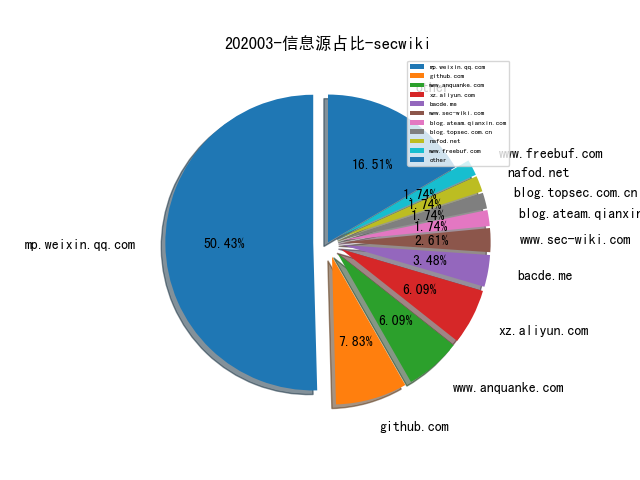 202003-信息源占比-secwiki
mp.weixin.qq.com
github.com
www.anquanke.com
xz.aliyun.com
bacde.me
www.sec-wiki.com
blog.ateam.qianxin.com
blog.topsec.com.cn
nafod.net
www.freebuf.com
other
www.freebuf.com
nafod.net
blog.topsec.com.cn
blog.ateam.qianxin
www.sec-wiki.com
bacde.me
xz.aliyun.com
www.anquanke.com
github.com
mp.weixin.qq.com
16.51%
1.74%
1.74%
1.74%
1.74%
2.61%
3.48%
6.09%
6.09%
7.83%
50.43%